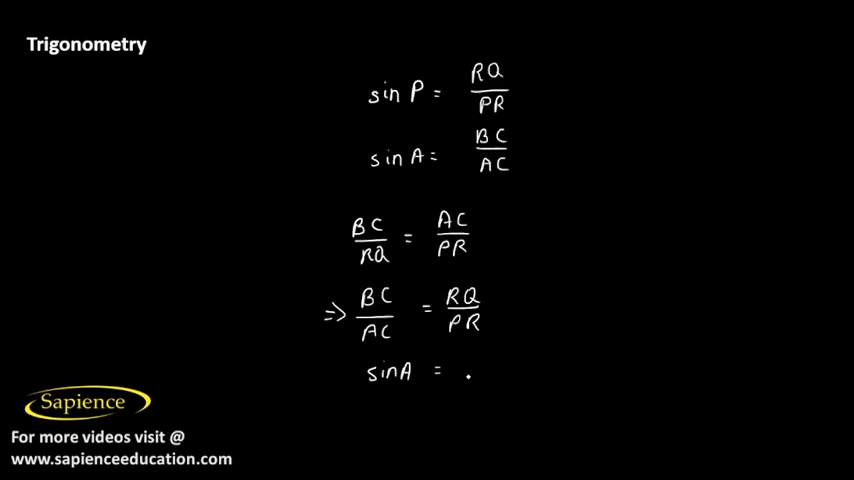 Trigonometry
sin P = RQ/PR
sin A = BC/AC
BC/RQ = AC/PR
=> BC/AC = RQ/PR
sin A = .
Sapience
For more videos visit @
www.sapienceeducation.com